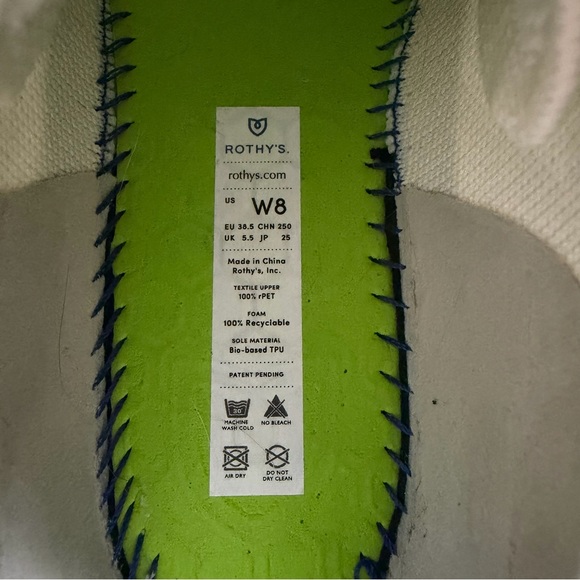 ROTHY'S.
rothys.com
US W8
EU 38.5 CHN 250
UK 5.5 JP 25
Made in China
Rothy's, Inc.
TEXTILE UPPER
100% rPET
FOAM
100% Recyclable
SOLE MATERIAL
Bio-based TPU
PATENT PENDING
30°
MACHINE
WASH COLD
NO BLEACH
AIR DRY
DO NOT
DRY CLEAN